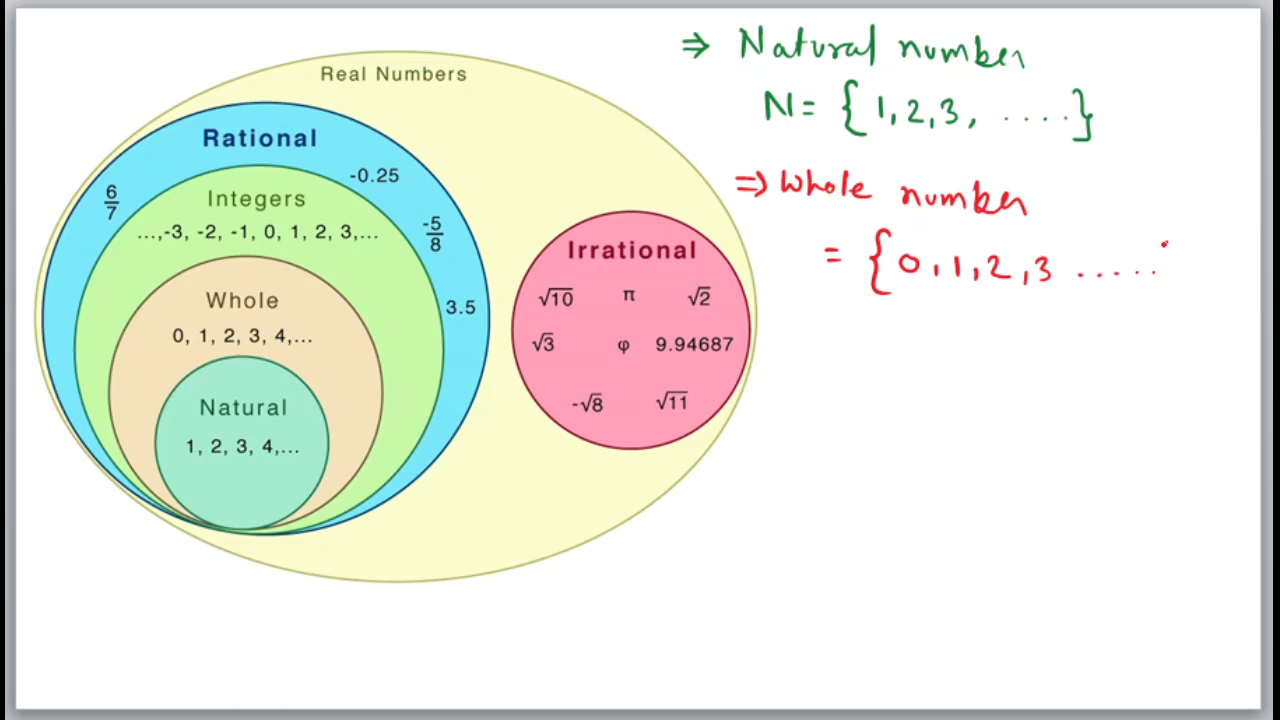 Real Numbers
Rational
6/7
-0.25
-5/8
3.5
Integers
...,-3, -2, -1, 0, 1, 2, 3,...
Whole
0, 1, 2, 3, 4,...
Natural
1, 2, 3, 4,...
Irrational
√10 π √2
√3 φ 9.94687
-√8 √11
⇒ Natural number
N = { 1, 2, 3, .... }
⇒ Whole number
= { 0, 1, 2, 3 .....